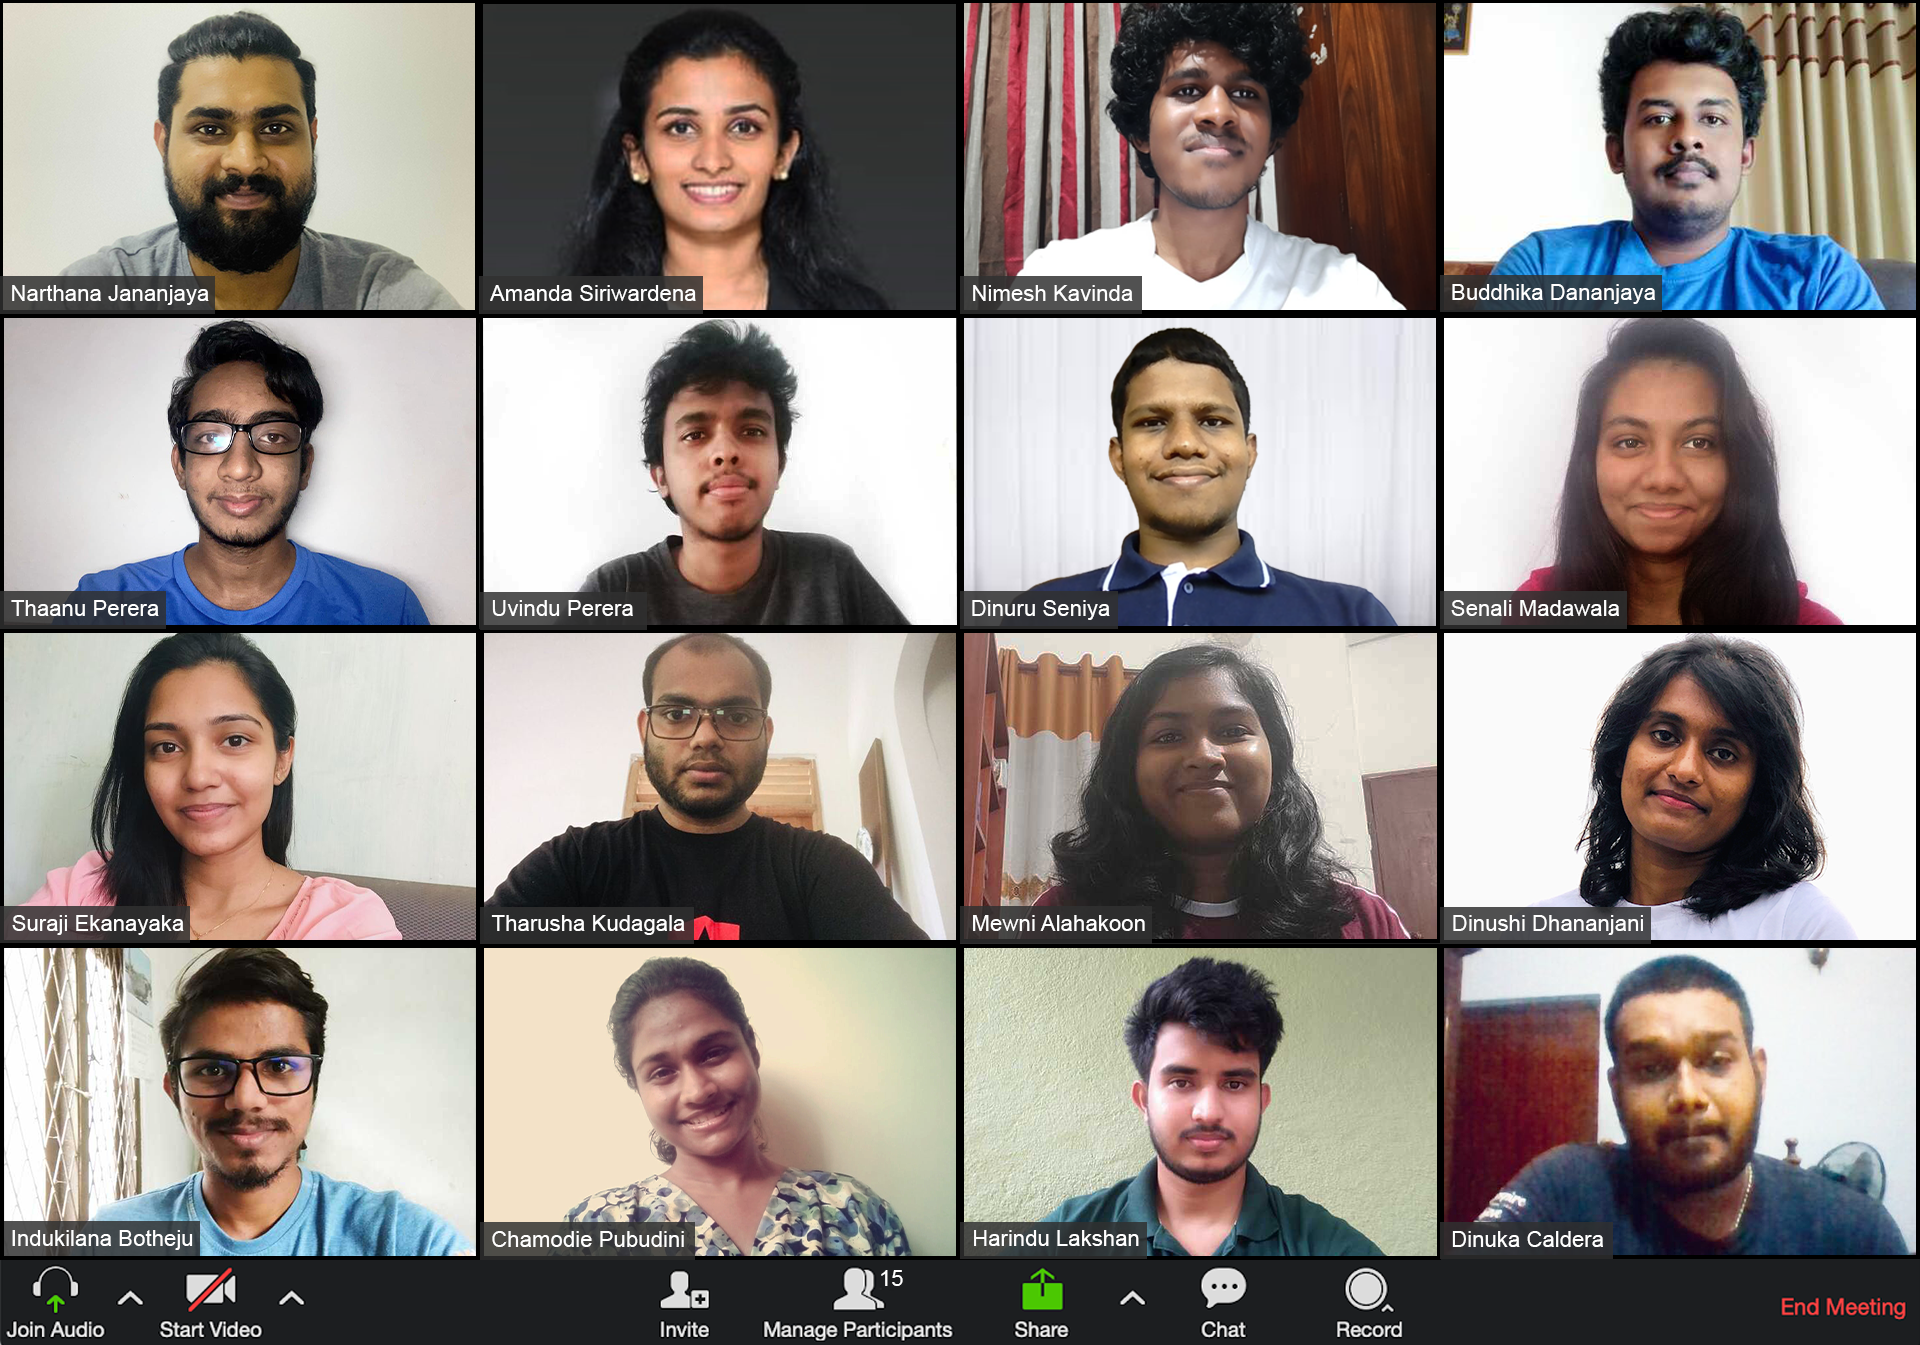 Narthana Jananjaya
Amanda Siriwardena
Nimesh Kavinda
Buddhika Dananjaya
Thaanu Perera
Uvindu Perera
Dinuru Seniya
Senali Madawala
Suraji Ekanayaka
Tharusha Kudagala
Mewni Alahakoon
Dinushi Dhananjani
Indukilana Botheju
Chamodie Pubudini
Harindu Lakshan
Dinuka Caldera
15
Join Audio
Start Video
Invite
Manage Participants
Share
Chat
Record
End Meeting